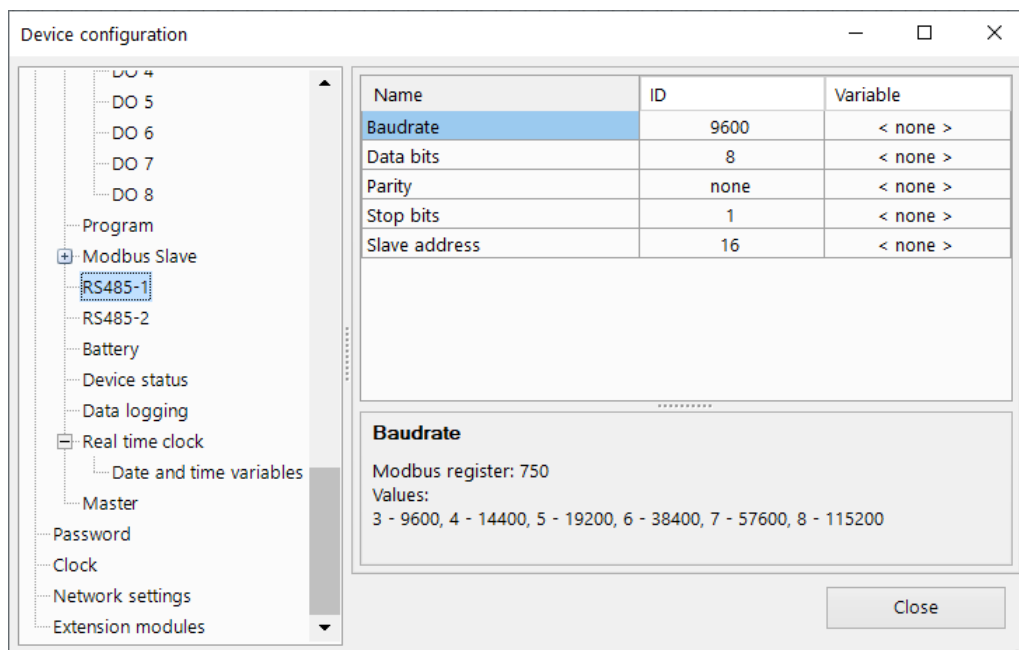 Device configuration
DO 4
DO 5
DO 6
DO 7
DO 8
Program
Modbus Slave
RS485-1
RS485-2
Battery
Device status
Data logging
Real time clock
Date and time variables
Master
Password
Clock
Network settings
Extension modules
Name ID Variable
Baudrate 9600 < none >
Data bits 8 < none >
Parity none < none >
Stop bits 1 < none >
Slave address 16 < none >
Baudrate
Modbus register: 750
Values:
3 - 9600, 4 - 14400, 5 - 19200, 6 - 38400, 7 - 57600, 8 - 115200
Close